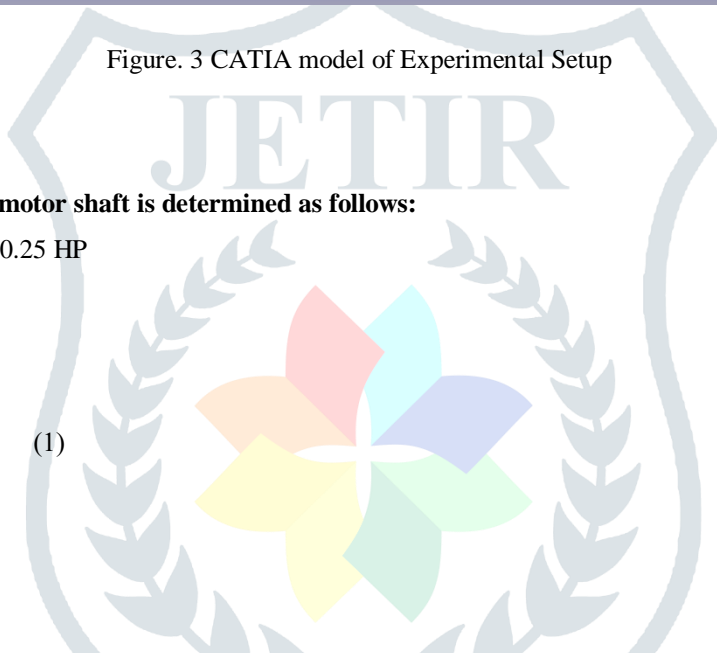 Figure. 3 CATIA model of Experimental Setup
JETIR
motor shaft is determined as follows:
0.25 HP
(1)